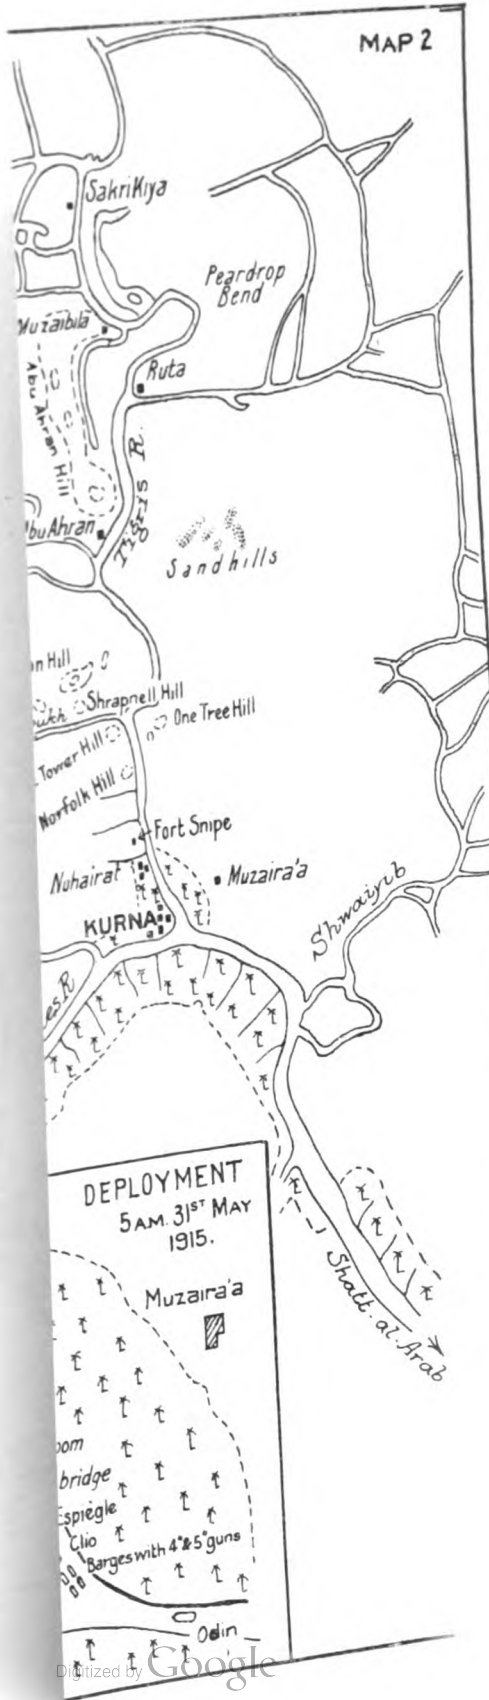 MAP 2
SakriKiya
Peardrop
Bend
Muzaibila
Ruta
Abu Ahran Hill
Tigris R.
Sandhills
Hill
Shrapnell Hill
One Tree Hill
Tower Hill
Norfolk Hill
Fort Snipe
Nuhairat
Muzaira'a
KURNA
Shwaiyib
Shatt.al.Arab
DEPLOYMENT
5 AM. 31ST MAY
1915.
Muzaira'a
bridge
Espiègle
Clio
Barges with 4" & 5" guns
Odin
Digitized by Google